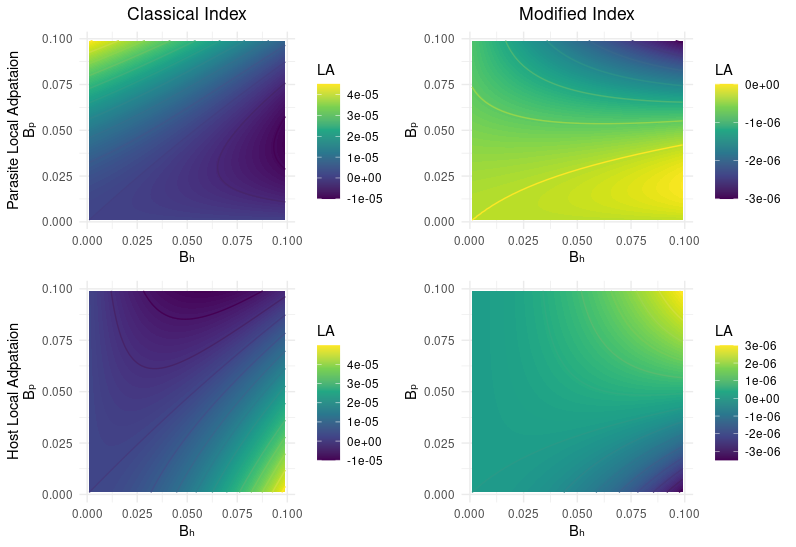 Classical Index
Modified Index
Parasite Local Adpataion
Bₚ
0.100
0.075
0.050
0.025
0.000
0.000 0.025 0.050 0.075 0.100
Bₕ
LA
4e-05
3e-05
2e-05
1e-05
0e+00
-1e-05
Bₚ
0.100
0.075
0.050
0.025
0.000
0.000 0.025 0.050 0.075 0.100
Bₕ
LA
0e+00
-1e-06
-2e-06
-3e-06
Host Local Adpataion
Bₚ
0.100
0.075
0.050
0.025
0.000
0.000 0.025 0.050 0.075 0.100
Bₕ
LA
4e-05
3e-05
2e-05
1e-05
0e+00
-1e-05
Bₚ
0.100
0.075
0.050
0.025
0.000
0.000 0.025 0.050 0.075 0.100
Bₕ
LA
3e-06
2e-06
1e-06
0e+00
-1e-06
-2e-06
-3e-06